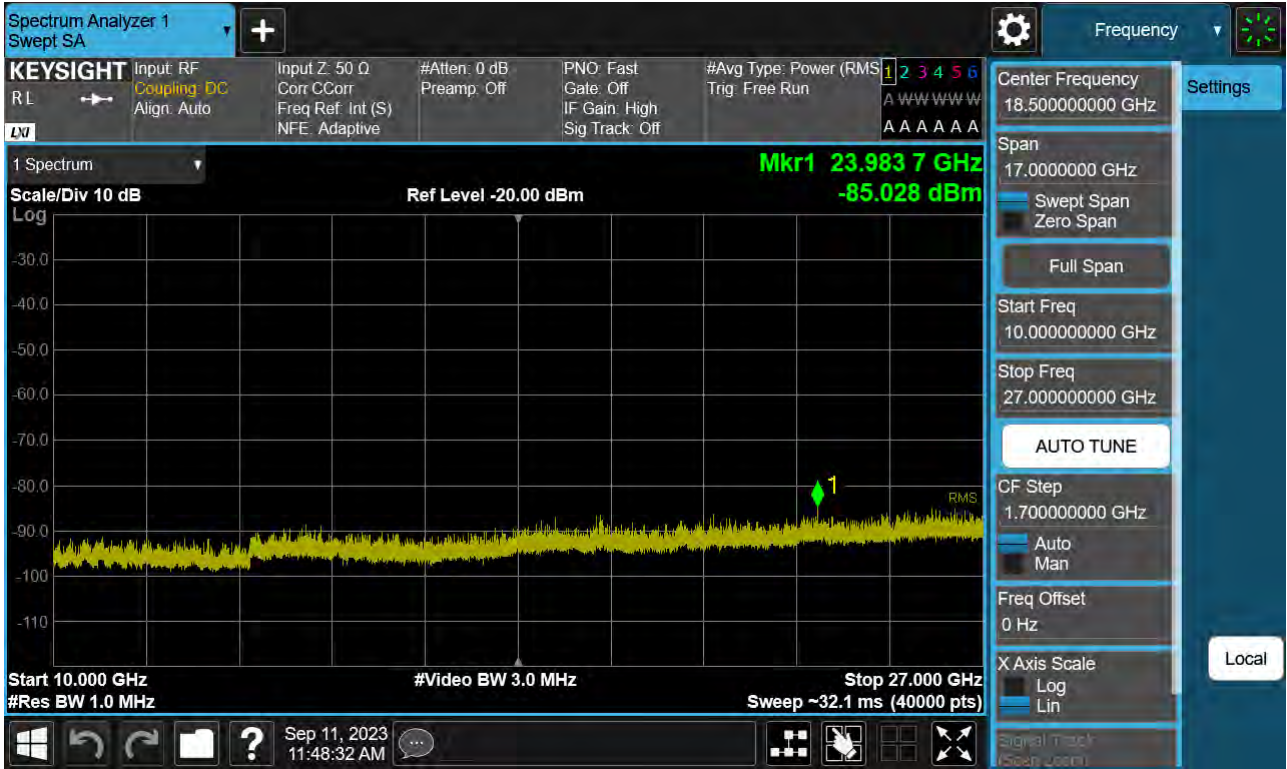 Spectrum Analyzer 1
Swept SA
+
Frequency
KEYSIGHT
R L
LXI
Input: RF
Coupling: DC
Align: Auto
Input Z: 50 Ω
Corr CCorr
Freq Ref: Int (S)
NFE: Adaptive
#Atten: 0 dB
Preamp: Off
PNO: Fast
Gate: Off
IF Gain: High
Sig Track: Off
#Avg Type: Power (RMS
Trig: Free Run
1 2 3 4 5 6
A W W W W W
A A A A A A
1 Spectrum
Scale/Div 10 dB
Ref Level -20.00 dBm
Mkr1 23.983 7 GHz
-85.028 dBm
Log
-30.0
-40.0
-50.0
-60.0
-70.0
-80.0
-90.0
-100
-110
1
RMS
Start 10.000 GHz
#Video BW 3.0 MHz
Stop 27.000 GHz
#Res BW 1.0 MHz
Sweep ~32.1 ms (40000 pts)
Center Frequency
18.500000000 GHz
Span
17.0000000 GHz
Swept Span
Zero Span
Full Span
Start Freq
10.000000000 GHz
Stop Freq
27.000000000 GHz
AUTO TUNE
CF Step
1.700000000 GHz
Auto
Man
Freq Offset
0 Hz
X Axis Scale
Log
Lin
Signal Track
(Span Zoom)
Settings
Local
?
Sep 11, 2023
11:48:32 AM